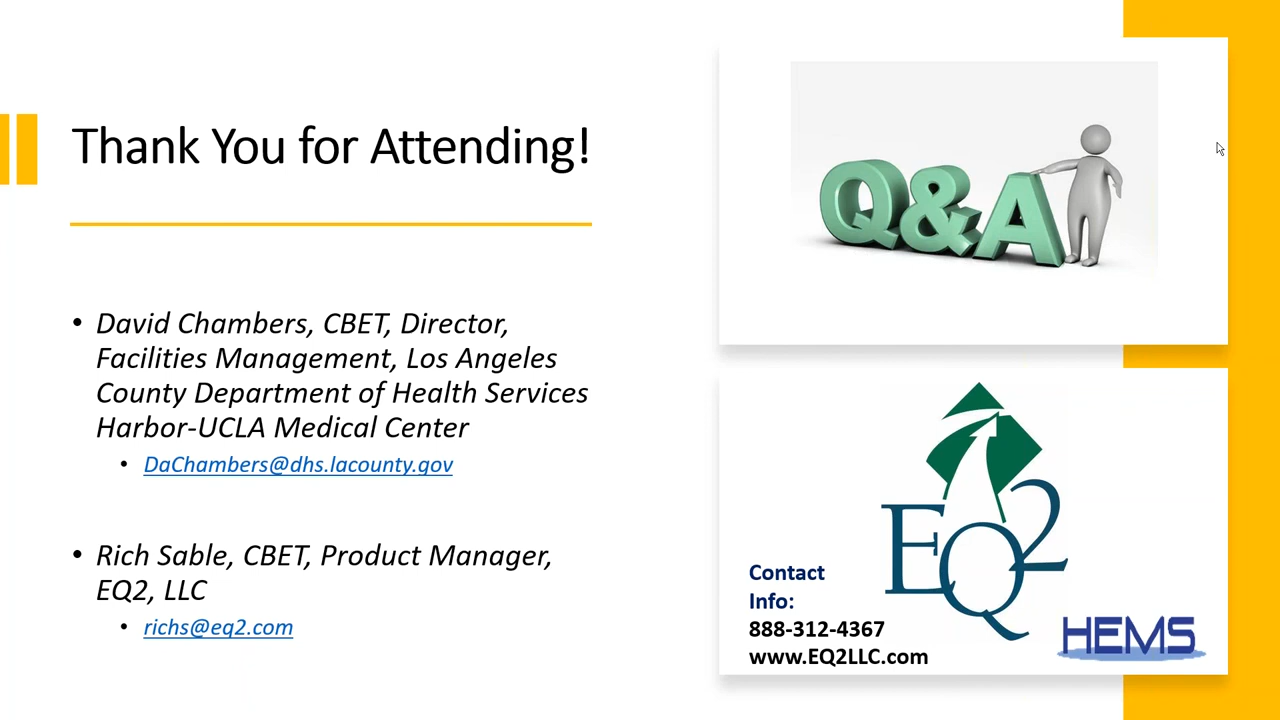 Thank You for Attending!
• David Chambers, CBET, Director,
Facilities Management, Los Angeles
County Department of Health Services
Harbor-UCLA Medical Center
• DaChambers@dhs.lacounty.gov
• Rich Sable, CBET, Product Manager,
EQ2, LLC
• richs@eq2.com
Q&A
EQ2
Contact
Info:
888-312-4367
www.EQ2LLC.com
HEMS